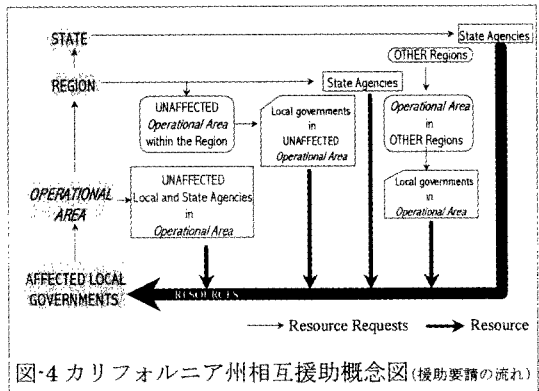 STATE
State Agencies
OTHER Regions
REGION
State Agencies
UNAFFECTED
Operational Area
within the Region
Local governments
in
UNAFFECTED
Operational Area
Operational Area
in
OTHER Regions
OPERATIONAL
AREA
UNAFFECTED
Local and State Agencies
in
Operational Area
Local governments
in
Operational Area
AFFECTED LOCAL
GOVERNMENTS
RESOURCES
Resource Requests
Resource
図-4 カリフォルニア州相互援助概念図(援助要請の流れ)